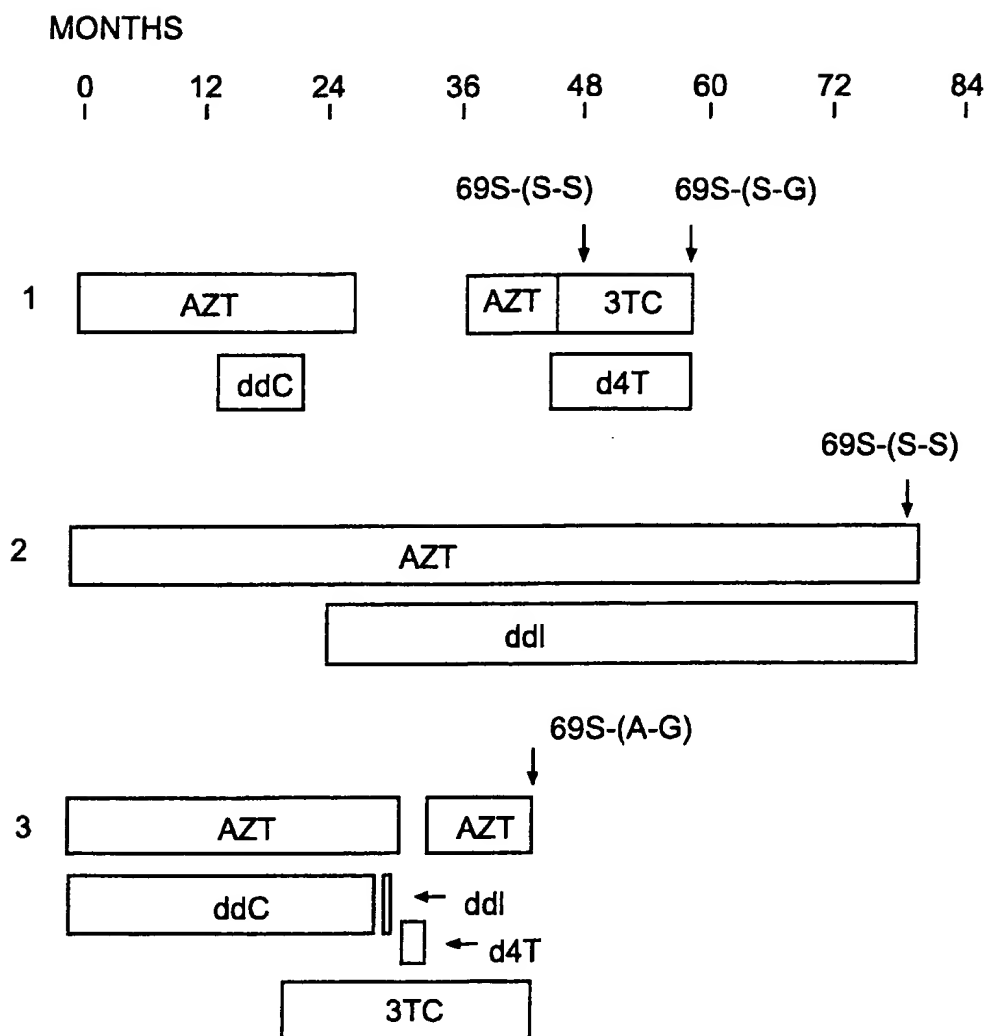 MONTHS
0 12 24 36 48 60 72 84
69S-(S-S) 69S-(S-G)
1 AZT AZT 3TC
ddC d4T
69S-(S-S)
2 AZT
ddI
69S-(A-G)
3 AZT AZT
ddC ddI
d4T
3TC